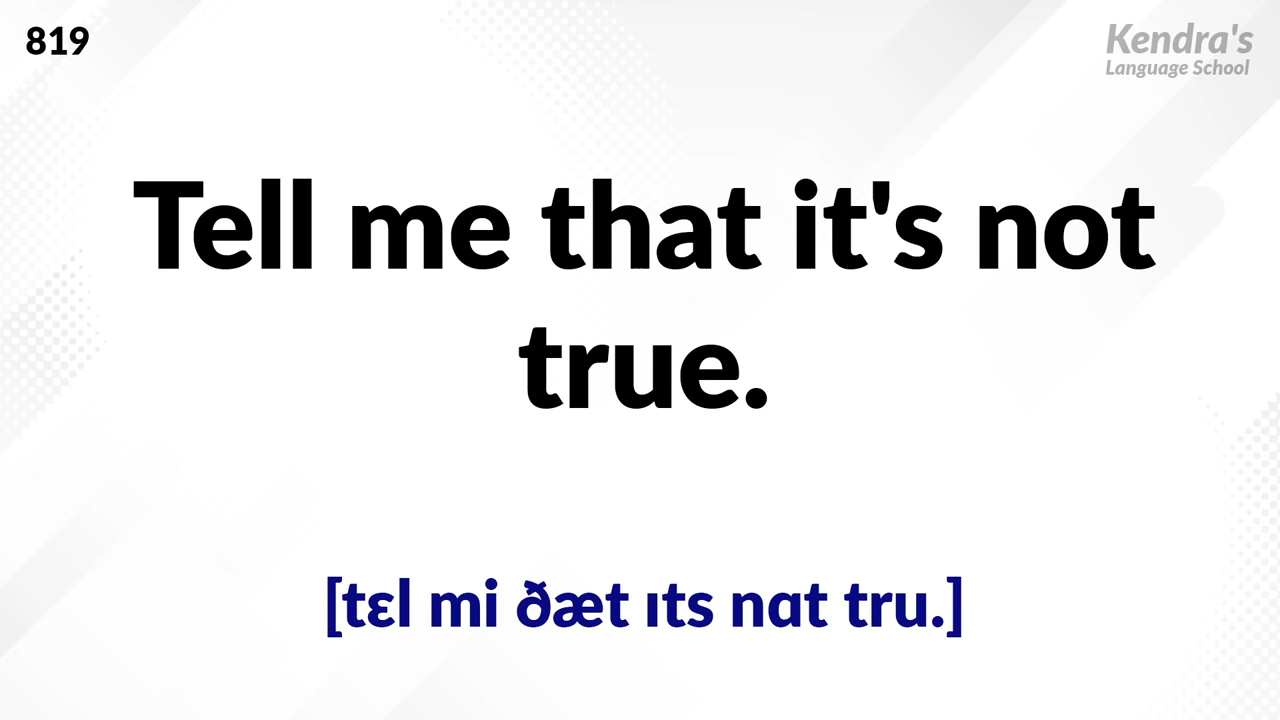 819
Kendra's
Language School
Tell me that it's not
true.
[tɛl mi ðæt ɪts nɑt tru.]